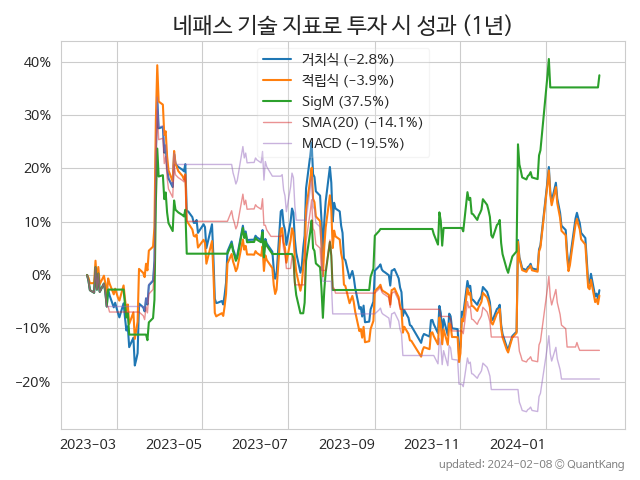 네패스 기술 지표로 투자 시 성과 (1년)
거치식 (−2.8%)
적립식 (−3.9%)
SigM (37.5%)
SMA(20) (−14.1%)
MACD (−19.5%)
40%
30%
20%
10%
0%
−10%
−20%
2023-03
2023-05
2023-07
2023-09
2023-11
2024-01
updated: 2024-02-08 © QuantKang